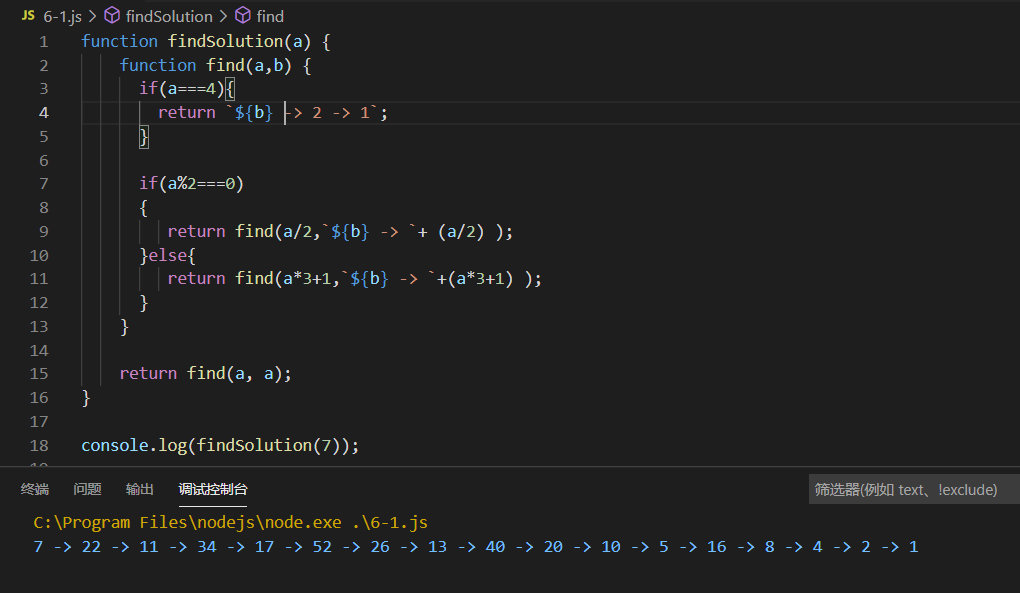 JS 6-1.js > findSolution > find
1 function findSolution(a) {
2 function find(a,b) {
3 if(a===4){
4 return `${b} -> 2 -> 1`;
5 }
6
7 if(a%2===0)
8 {
9 return find(a/2,`${b} -> `+ (a/2) );
10 }else{
11 return find(a*3+1,`${b} -> `+(a*3+1) );
12 }
13 }
14
15 return find(a, a);
16 }
17
18 console.log(findSolution(7));
终端 问题 输出 调试控制台 筛选器(例如 text、!exclude)
C:\Program Files\nodejs\node.exe .\6-1.js
7 -> 22 -> 11 -> 34 -> 17 -> 52 -> 26 -> 13 -> 40 -> 20 -> 10 -> 5 -> 16 -> 8 -> 4 -> 2 -> 1